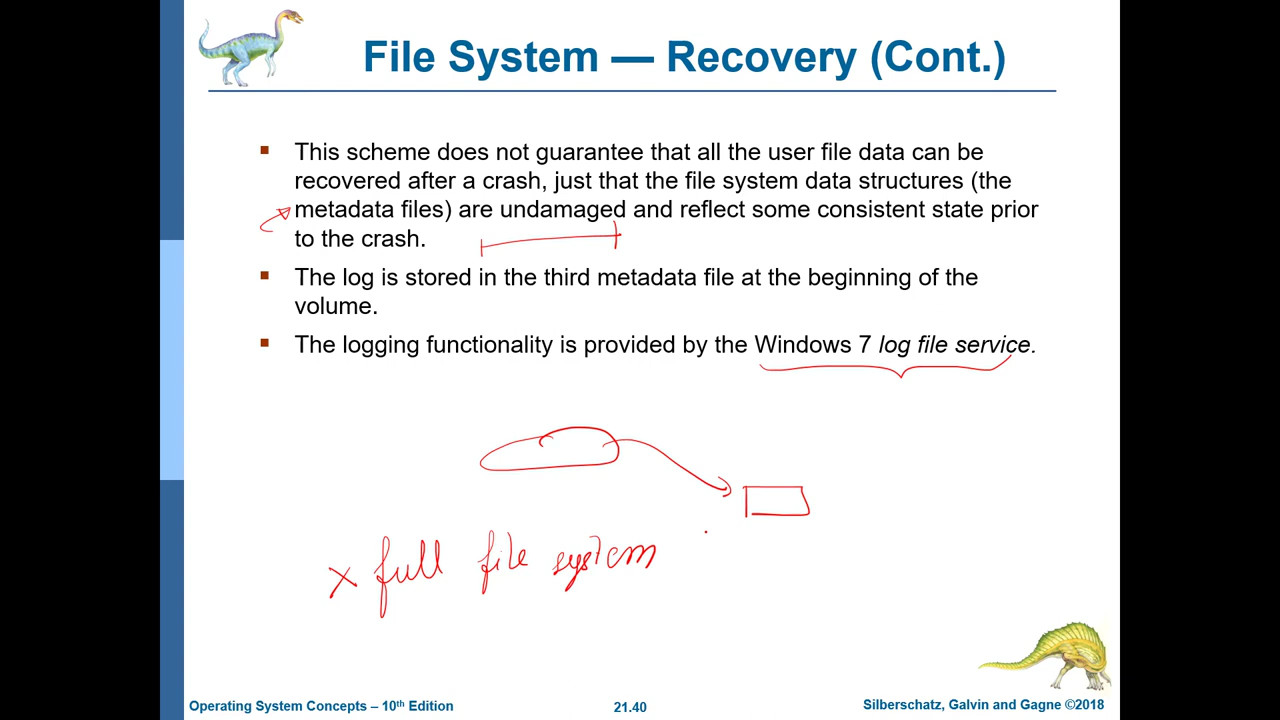 File System — Recovery (Cont.)
▪ This scheme does not guarantee that all the user file data can be
recovered after a crash, just that the file system data structures (the
metadata files) are undamaged and reflect some consistent state prior
to the crash.
▪ The log is stored in the third metadata file at the beginning of the
volume.
▪ The logging functionality is provided by the Windows 7 log file service.
x full file system
Operating System Concepts – 10th Edition
21.40
Silberschatz, Galvin and Gagne ©2018